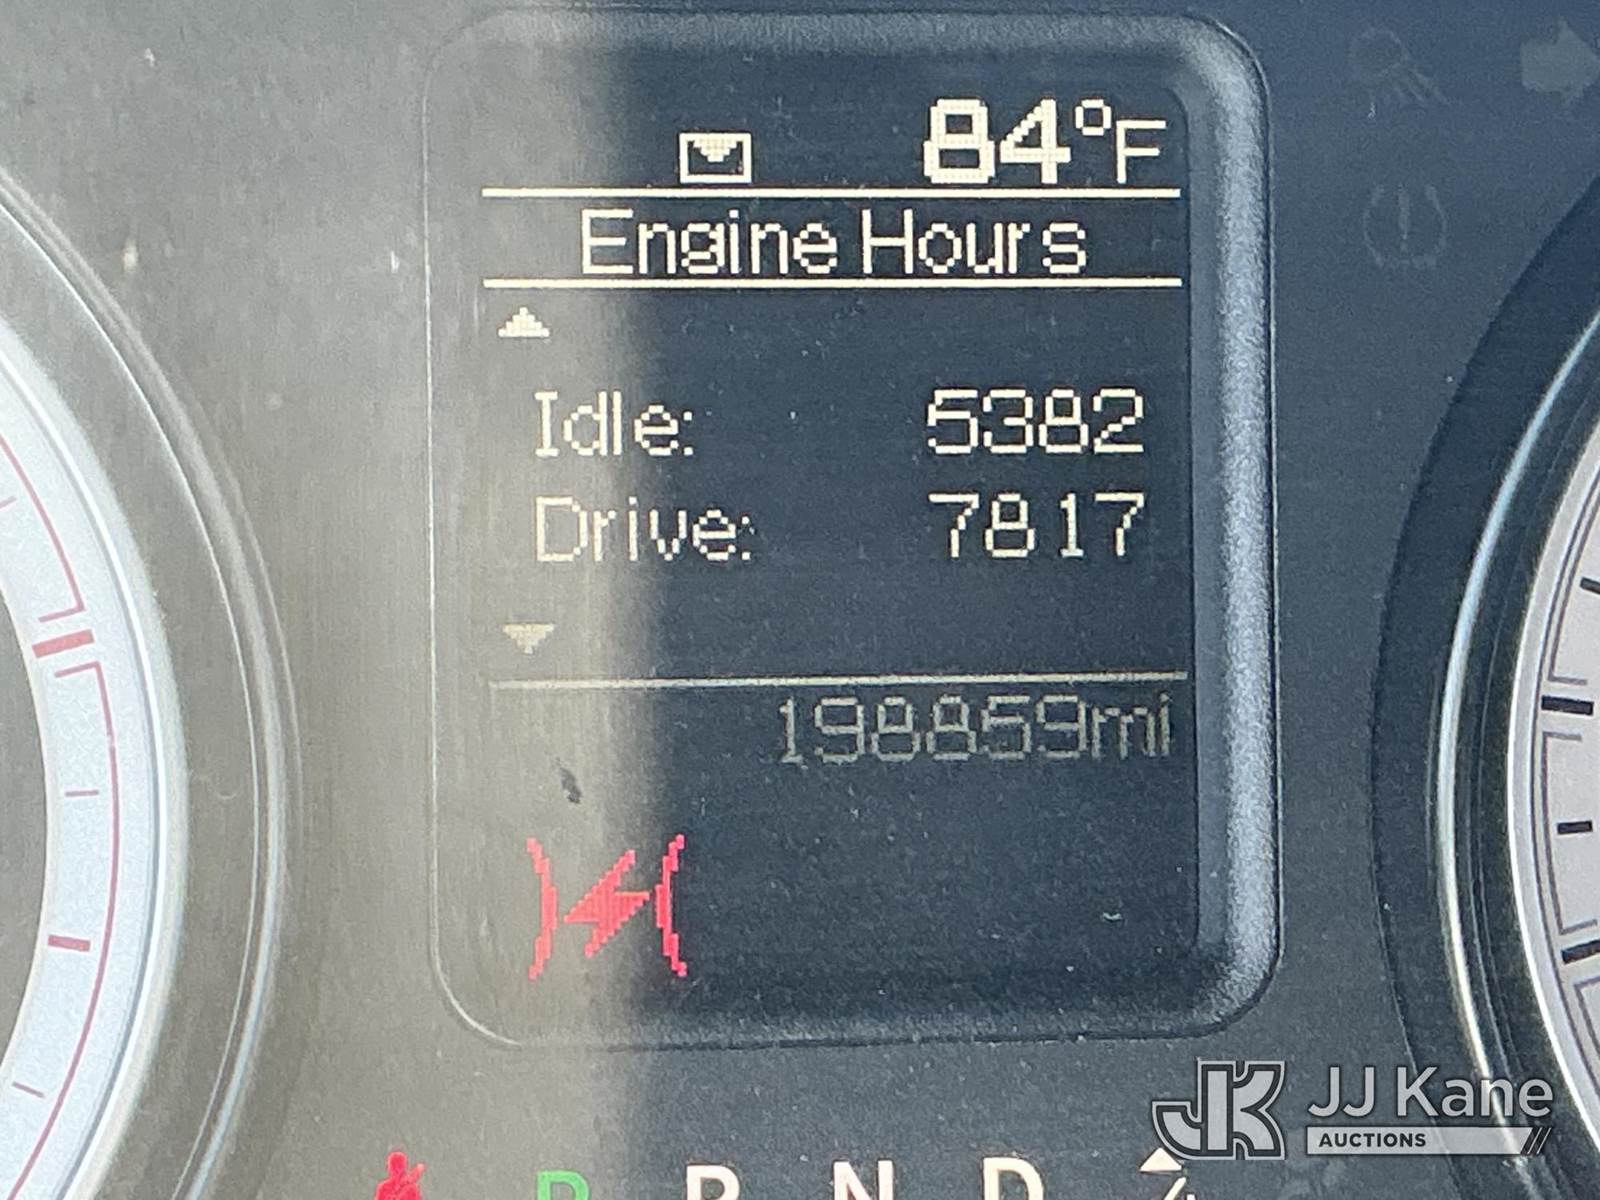 84°F
Engine Hours
Idle: 5382
Drive: 7817
198859mi
P R N D
JJ Kane
AUCTIONS